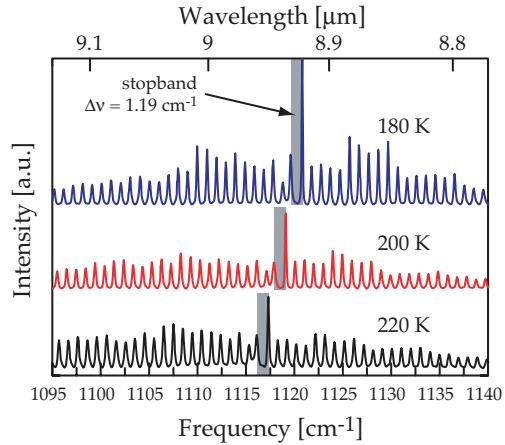 Wavelength [µm]
9.1 9 8.9 8.8
stopband
Δν = 1.19 cm-1
180 K
200 K
220 K
Intensity [a.u.]
1095 1100 1105 1110 1115 1120 1125 1130 1135 1140
Frequency [cm-1]